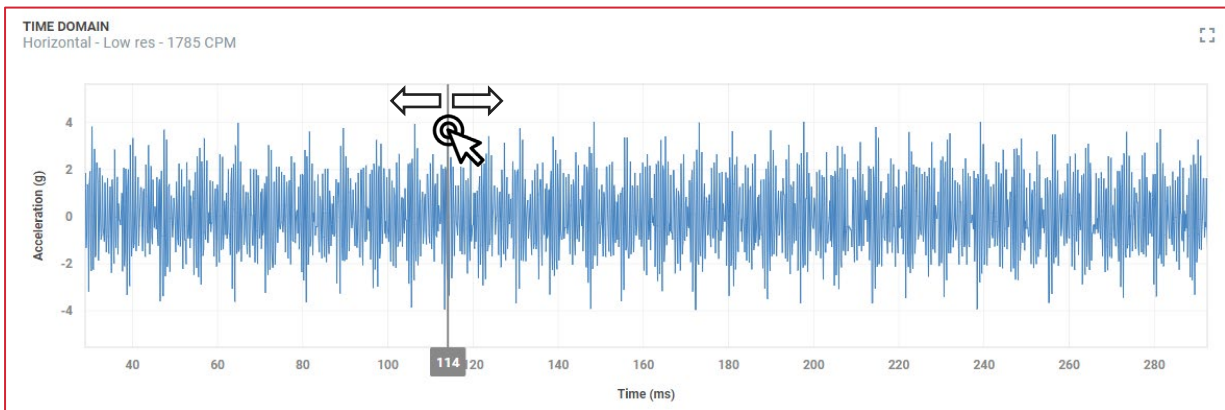 TIME DOMAIN
Horizontal - Low res - 1785 CPM
Acceleration (g)
4
2
0
-2
-4
40 60 80 100 114 20 140 160 180 200 220 240 260 280
Time (ms)